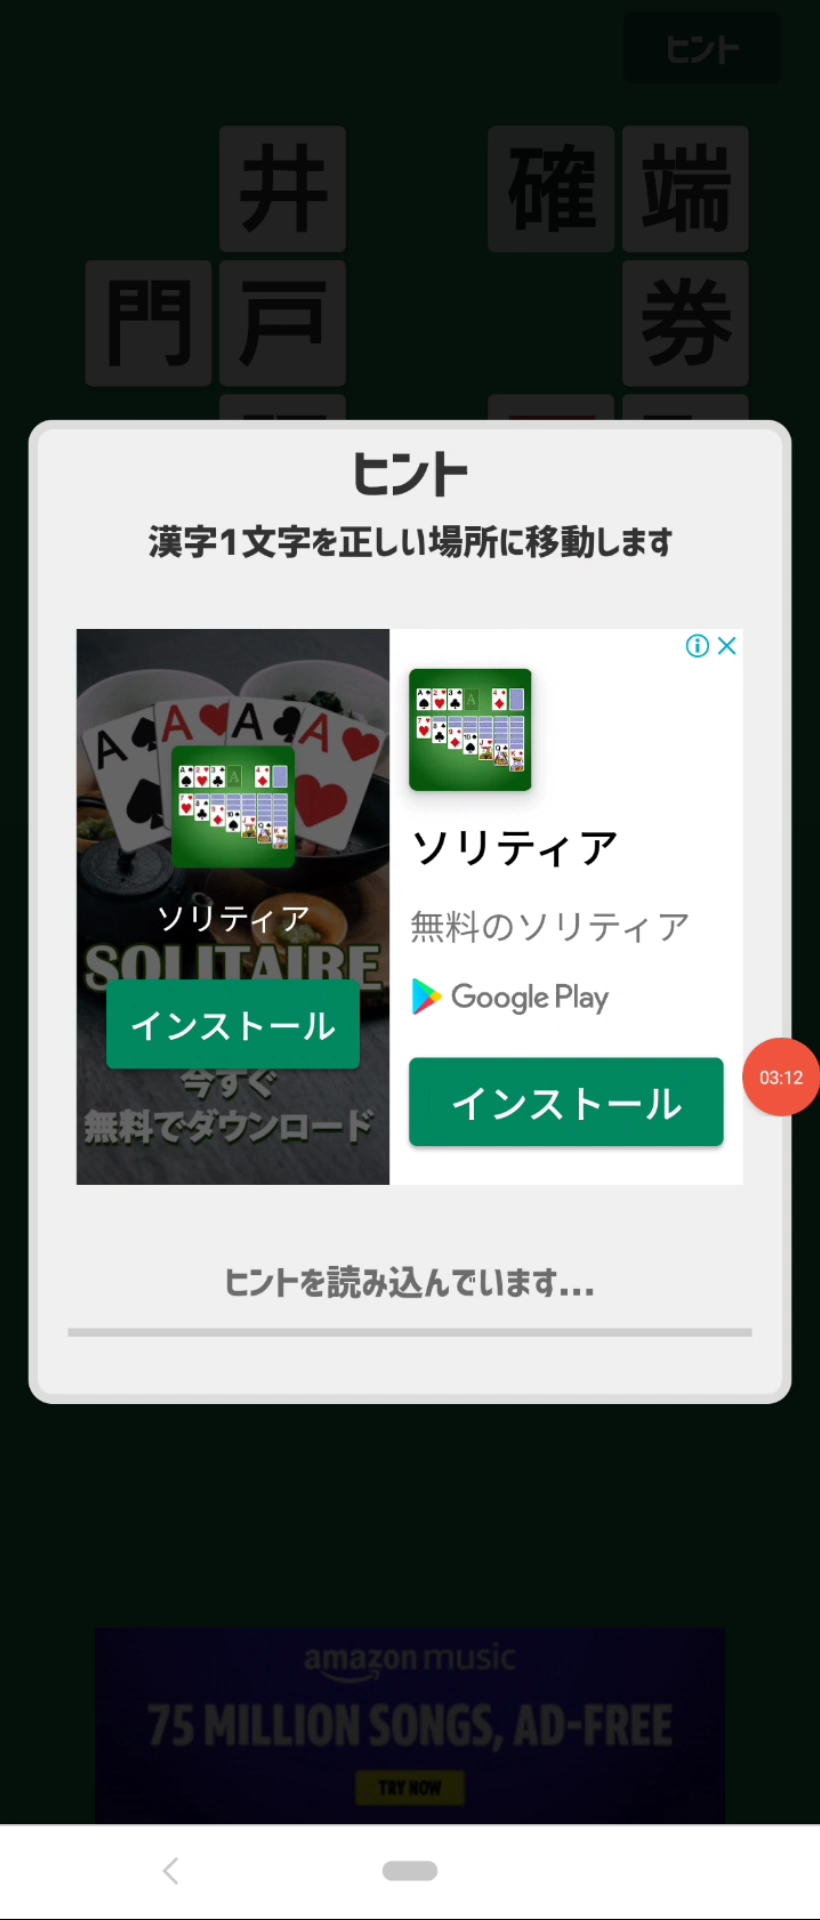 ヒント
井 確 端
門 戸 券
ヒント
漢字1文字を正しい場所に移動します
A A A A
ソリティア
SOLITAIRE
インストール
今すぐ
無料でダウンロード
ソリティア
無料のソリティア
Google Play
インストール
03:12
ヒントを読み込んでいます...
amazon music
75 MILLION SONGS, AD-FREE
TRY NOW